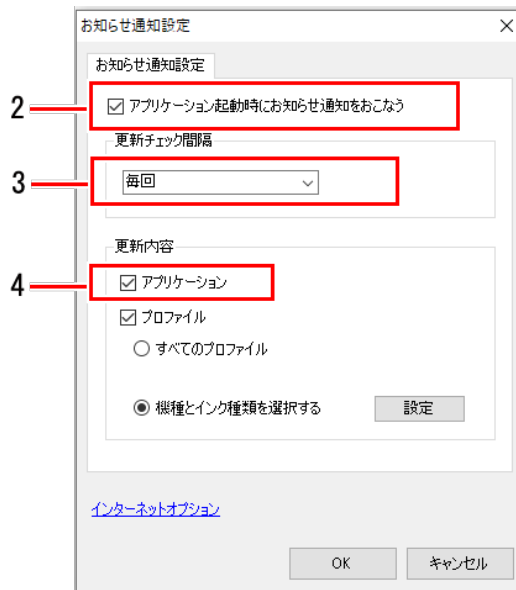 お知らせ通知設定
お知らせ通知設定
2
アプリケーション起動時にお知らせ通知をおこなう
更新チェック間隔
3
毎回
更新内容
4
アプリケーション
プロファイル
すべてのプロファイル
機種とインク種類を選択する 設定
インターネットオプション
OK キャンセル